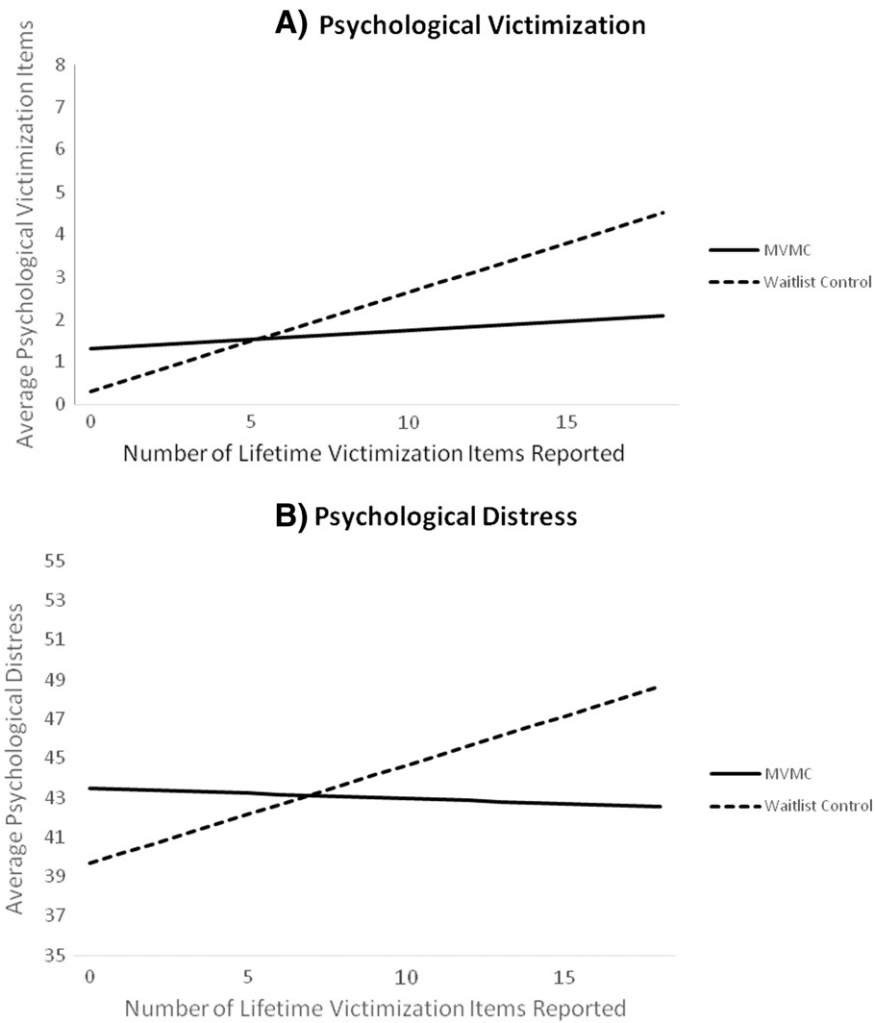 A) Psychological Victimization
Average Psychological Victimization Items
8
7
6
5
4
3
2
1
0
0 5 10 15
Number of Lifetime Victimization Items Reported
MVMC
Waitlist Control
B) Psychological Distress
Average Psychological Distress
55
53
51
49
47
45
43
41
39
37
35
0 5 10 15
Number of Lifetime Victimization Items Reported
MVMC
Waitlist Control